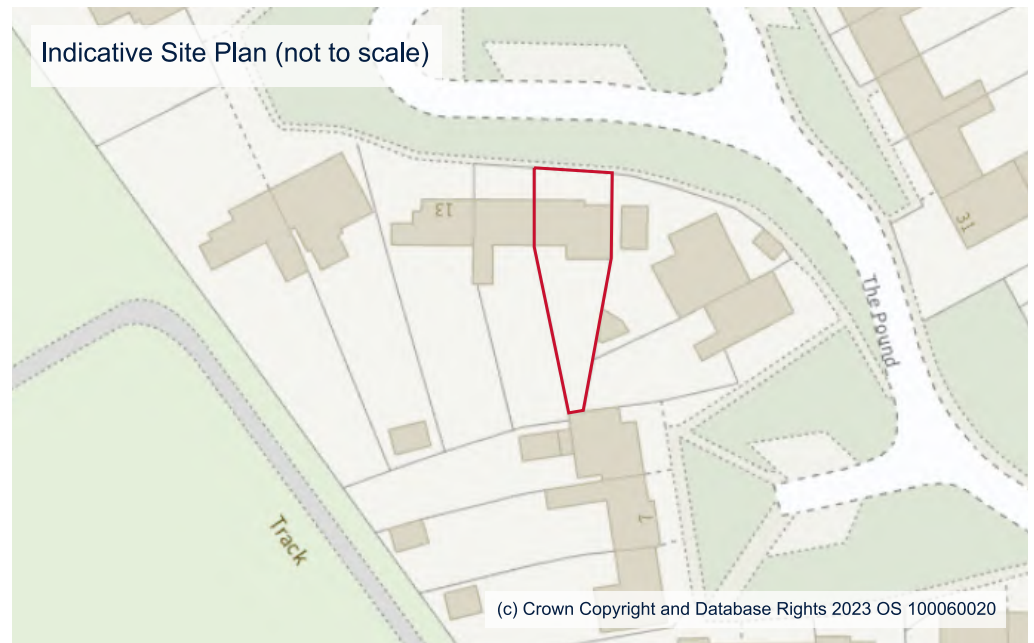 Indicative Site Plan (not to scale)
13
31
The Pound
7
Track
(c) Crown Copyright and Database Rights 2023 OS 100060020